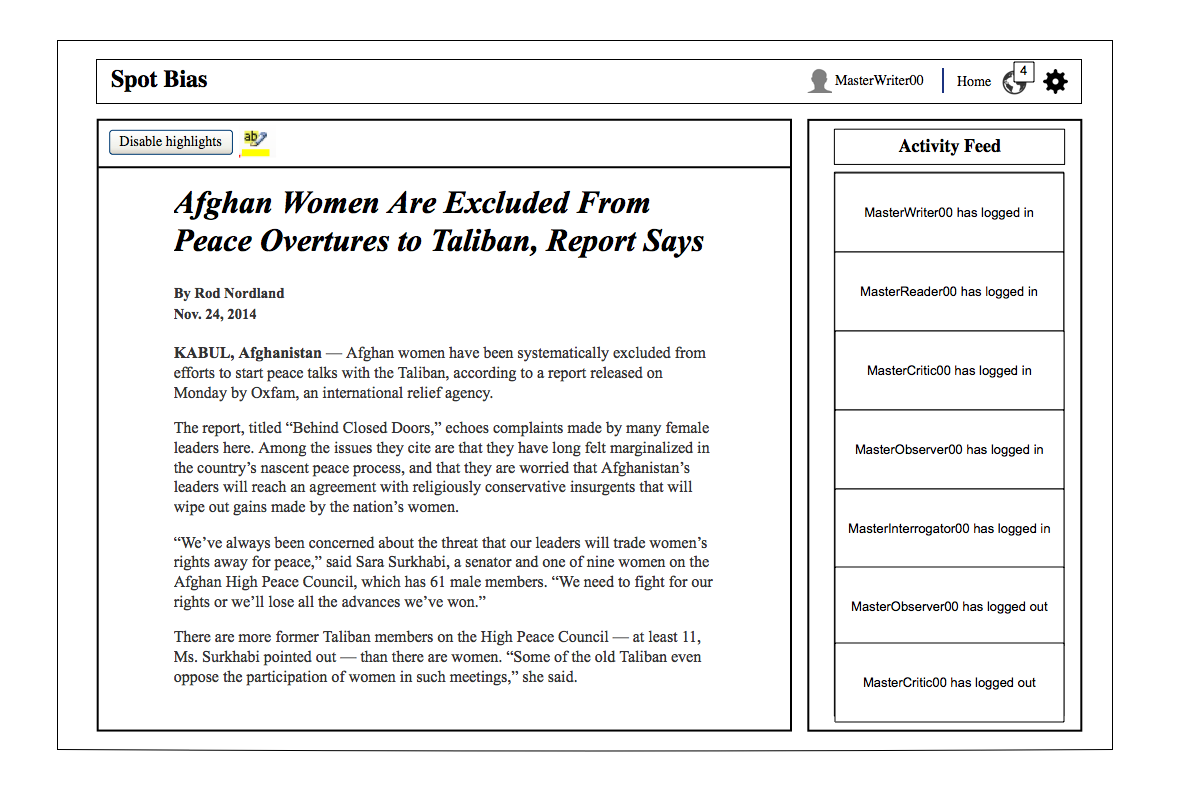 Spot Bias
MasterWriter00
Home
4
Disable highlights
ab
Afghan Women Are Excluded From
Peace Overtures to Taliban, Report Says
By Rod Nordland
Nov. 24, 2014
KABUL, Afghanistan — Afghan women have been systematically excluded from
efforts to start peace talks with the Taliban, according to a report released on
Monday by Oxfam, an international relief agency.
The report, titled “Behind Closed Doors,” echoes complaints made by many female
leaders here. Among the issues they cite are that they have long felt marginalized in
the country’s nascent peace process, and that they are worried that Afghanistan’s
leaders will reach an agreement with religiously conservative insurgents that will
wipe out gains made by the nation’s women.
“We’ve always been concerned about the threat that our leaders will trade women’s
rights away for peace,” said Sara Surkhabi, a senator and one of nine women on the
Afghan High Peace Council, which has 61 male members. “We need to fight for our
rights or we’ll lose all the advances we’ve won.”
There are more former Taliban members on the High Peace Council — at least 11,
Ms. Surkhabi pointed out — than there are women. “Some of the old Taliban even
oppose the participation of women in such meetings,” she said.
Activity Feed
MasterWriter00 has logged in
MasterReader00 has logged in
MasterCritic00 has logged in
MasterObserver00 has logged in
MasterInterrogator00 has logged in
MasterObserver00 has logged out
MasterCritic00 has logged out